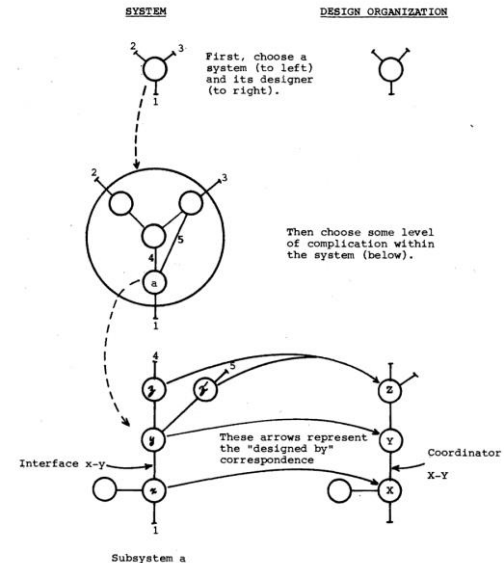 SYSTEM
DESIGN ORGANIZATION
2
3
First, choose a
system (to left)
and its designer
(to right).
1
2
3
5
4
a
1
Then choose some level
of complication within
the system (below).
4
5
z
z'
Z
y
These arrows represent
the "designed by"
correspondence
Y
Interface x-y
Coordinator
X-Y
x
X
1
Subsystem a